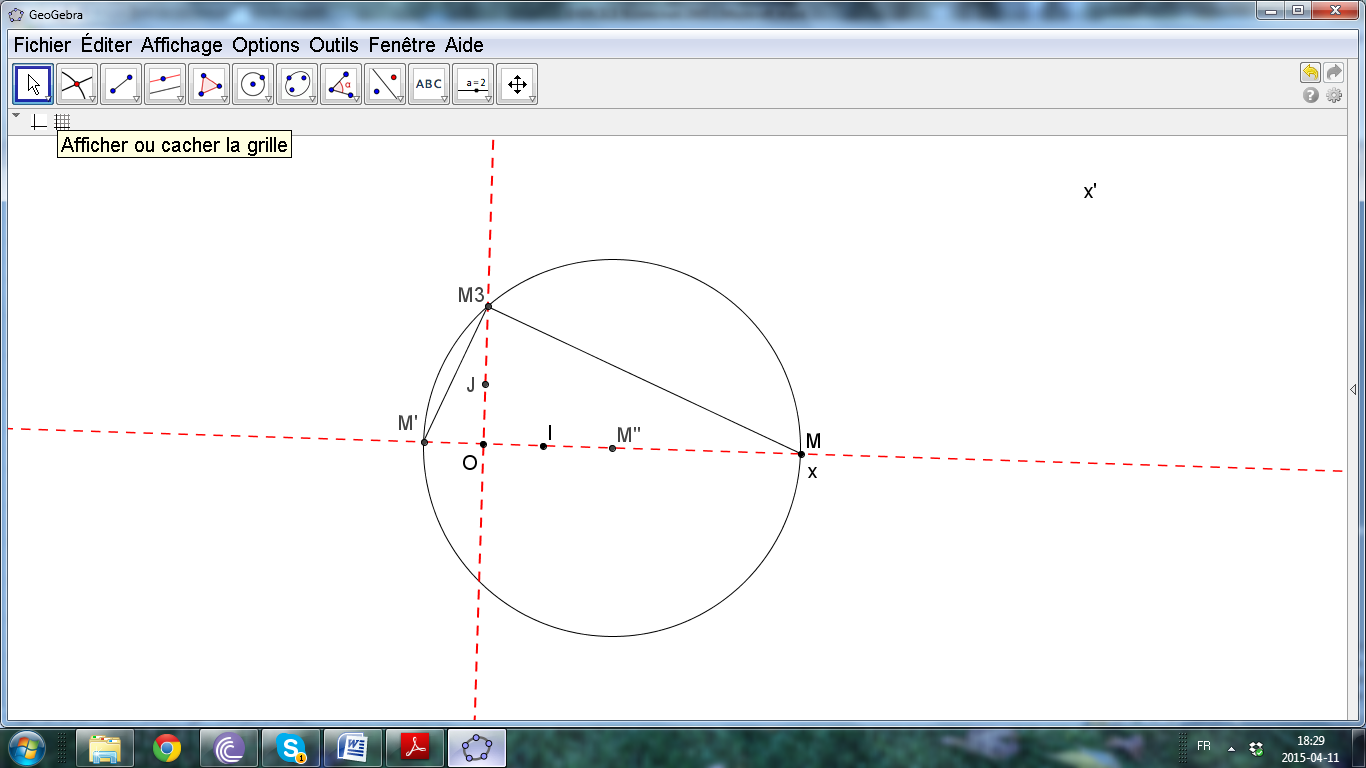 GeoGebra
Fichier Éditer Affichage Options Outils Fenêtre Aide
ABC
a=2
α
Afficher ou cacher la grille
x'
M3
J
M'
I
M"
M
O
x
1
FR
18:29
2015-04-11